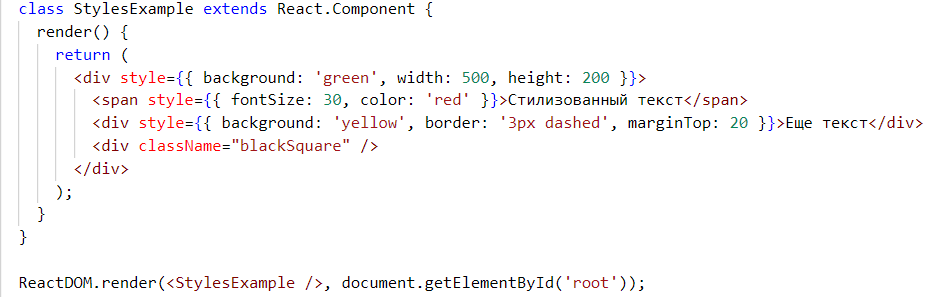 class StylesExample extends React.Component {
  render() {
    return (
      <div style={{ background: 'green', width: 500, height: 200 }}>
        <span style={{ fontSize: 30, color: 'red' }}>Стилизованный текст</span>
        <div style={{ background: 'yellow', border: '3px dashed', marginTop: 20 }}>Еще текст</div>
        <div className="blackSquare" />
      </div>
    );
  }
}

ReactDOM.render(<StylesExample />, document.getElementById('root'));